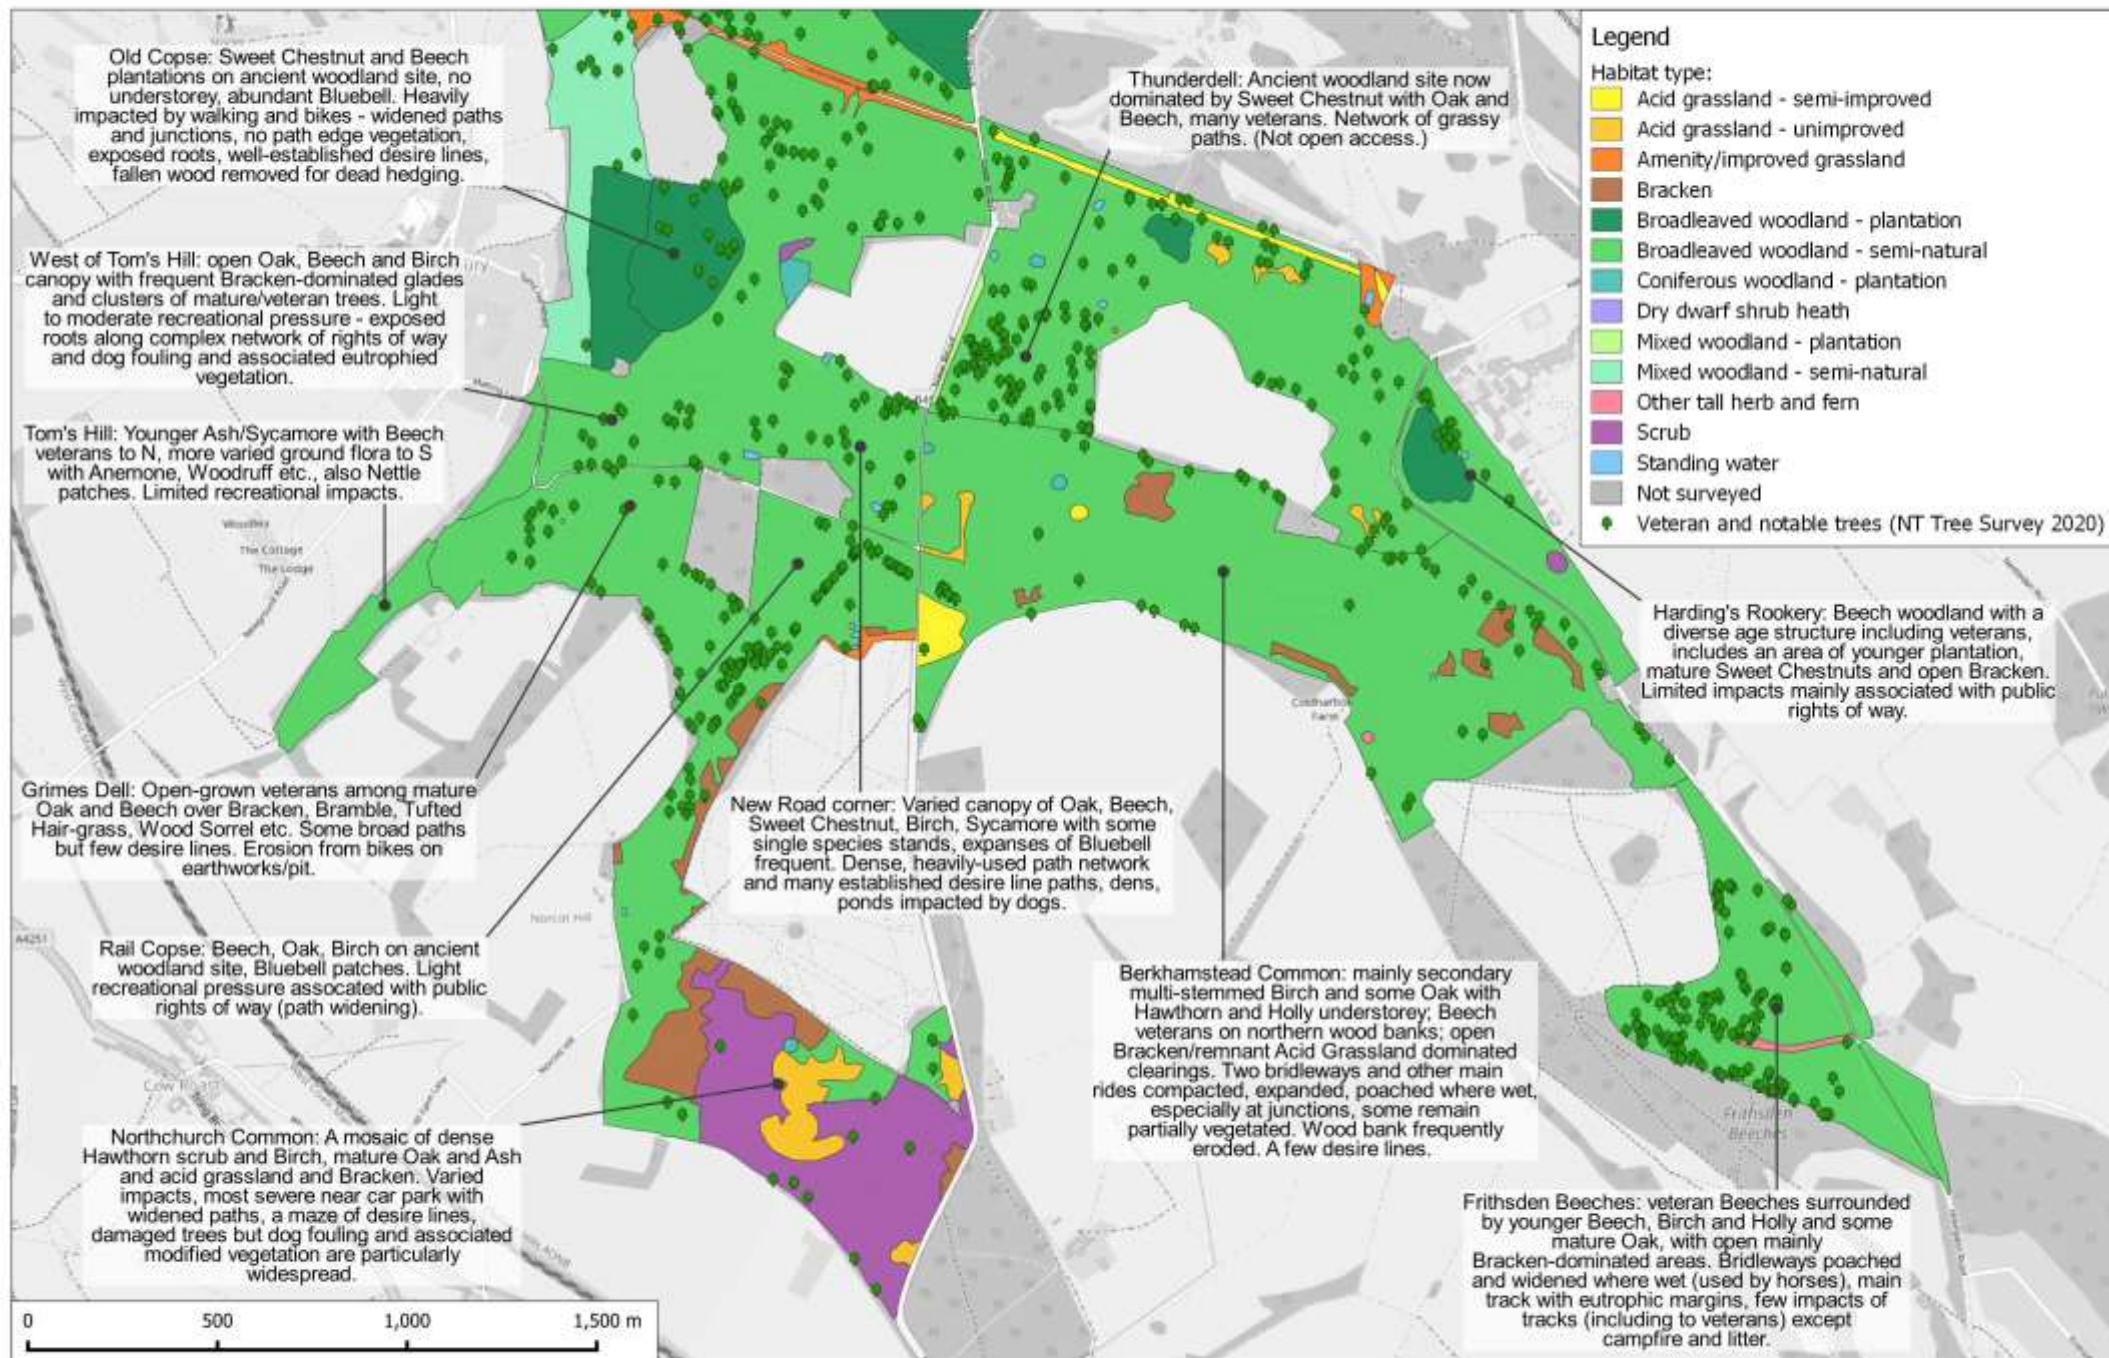 Old Copse: Sweet Chestnut and Beech
plantations on ancient woodland site, no
understorey, abundant Bluebell. Heavily
impacted by walking and bikes - widened paths
and junctions, no path edge vegetation,
exposed roots, well-established desire lines,
fallen wood removed for dead hedging.
West of Tom's Hill: open Oak, Beech and Birch
canopy with frequent Bracken-dominated glades
and clusters of mature/veteran trees. Light
to moderate recreational pressure - exposed
roots along complex network of rights of way
and dog fouling and associated eutrophied
vegetation.
Tom's Hill: Younger Ash/Sycamore with Beech
veterans to N, more varied ground flora to S
with Anemone, Woodruff etc., also Nettle
patches. Limited recreational impacts.
The Cottage
The Lodge
Grimes Dell: Open-grown veterans among mature
Oak and Beech over Bracken, Bramble, Tufted
Hair-grass, Wood Sorrel etc. Some broad paths
but few desire lines. Erosion from bikes on
earthworks/pit.
A4251
Norcot Hill
Rail Copse: Beech, Oak, Birch on ancient
woodland site, Bluebell patches. Light
recreational pressure assocated with public
rights of way (path widening).
Cow Roast
Northchurch Common: A mosaic of dense
Hawthorn scrub and Birch, mature Oak and Ash
and acid grassland and Bracken. Varied
impacts, most severe near car park with
widened paths, a maze of desire lines,
damaged trees but dog fouling and associated
modified vegetation are particularly
widespread.
0 500 1,000 1,500 m
Thunderdell: Ancient woodland site now
dominated by Sweet Chestnut with Oak and
Beech, many veterans. Network of grassy
paths. (Not open access.)
New Road corner: Varied canopy of Oak, Beech,
Sweet Chestnut, Birch, Sycamore with some
single species stands, expanses of Bluebell
frequent. Dense, heavily-used path network
and many established desire line paths, dens,
ponds impacted by dogs.
Coldharbour
Farm
Berkhamstead Common: mainly secondary
multi-stemmed Birch and some Oak with
Hawthorn and Holly understorey; Beech
veterans on northern wood banks; open
Bracken/remnant Acid Grassland dominated
clearings. Two bridleways and other main
rides compacted, expanded, poached where wet,
especially at junctions, some remain
partially vegetated. Wood bank frequently
eroded. A few desire lines.
Legend
Habitat type:
Acid grassland - semi-improved
Acid grassland - unimproved
Amenity/improved grassland
Bracken
Broadleaved woodland - plantation
Broadleaved woodland - semi-natural
Coniferous woodland - plantation
Dry dwarf shrub heath
Mixed woodland - plantation
Mixed woodland - semi-natural
Other tall herb and fern
Scrub
Standing water
Not surveyed
Veteran and notable trees (NT Tree Survey 2020)
Harding's Rookery: Beech woodland with a
diverse age structure including veterans,
includes an area of younger plantation,
mature Sweet Chestnuts and open Bracken.
Limited impacts mainly associated with public
rights of way.
Frithsden
Beeches
Frithsden Beeches: veteran Beeches surrounded
by younger Beech, Birch and Holly and some
mature Oak, with open mainly
Bracken-dominated areas. Bridleways poached
and widened where wet (used by horses), main
track with eutrophic margins, few impacts of
tracks (including to veterans) except
campfire and litter.